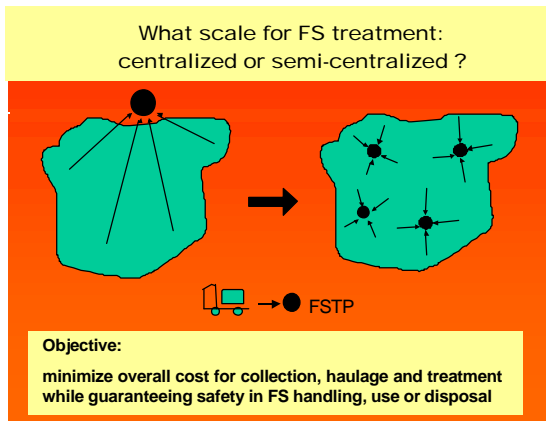 What scale for FS treatment:
centralized or semi-centralized ?
FSTP
Objective:
minimize overall cost for collection, haulage and treatment
while guaranteeing safety in FS handling, use or disposal